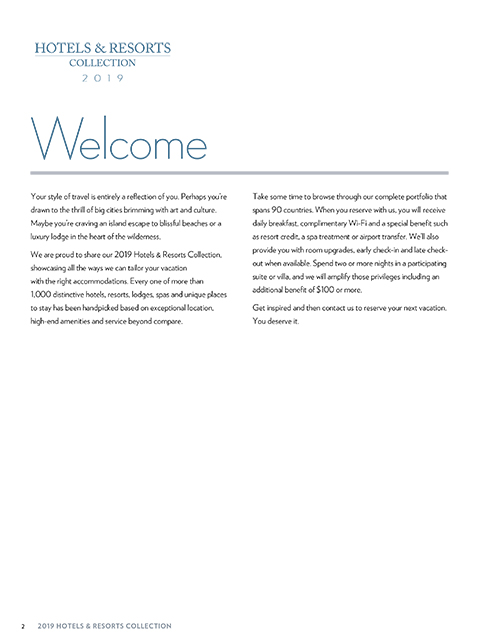 HOTELS & RESORTS
COLLECTION
2019
Welcome
Your style of travel is entirely a reflection of you. Perhaps you're
drawn to the thrill of big cities brimming with art and culture.
Maybe you're craving an island escape to blissful beaches or a
luxury lodge in the heart of the wilderness.
We are proud to share our 2019 Hotels & Resorts Collection,
showcasing all the ways we can tailor your vacation
with the right accommodations. Every one of more than
1,000 distinctive hotels, resorts, lodges, spas and unique places
to stay has been handpicked based on exceptional location,
high-end amenities and service beyond compare.
Take some time to browse through our complete portfolio that
spans 90 countries. When you reserve with us, you will receive
daily breakfast, complimentary Wi-Fi and a special benefit such
as resort credit, a spa treatment or airport transfer. We'll also
provide you with room upgrades, early check-in and late check-
out when available. Spend two or more nights in a participating
suite or villa, and we will amplify those privileges including an
additional benefit of $100 or more.
Get inspired and then contact us to reserve your next vacation.
You deserve it.
2 2019 HOTELS & RESORTS COLLECTION